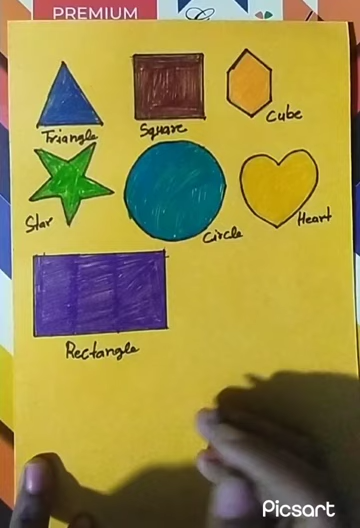 PREMIUM
Triangle
Square
Cube
Star
Circle
Heart
Rectangle
Picsart